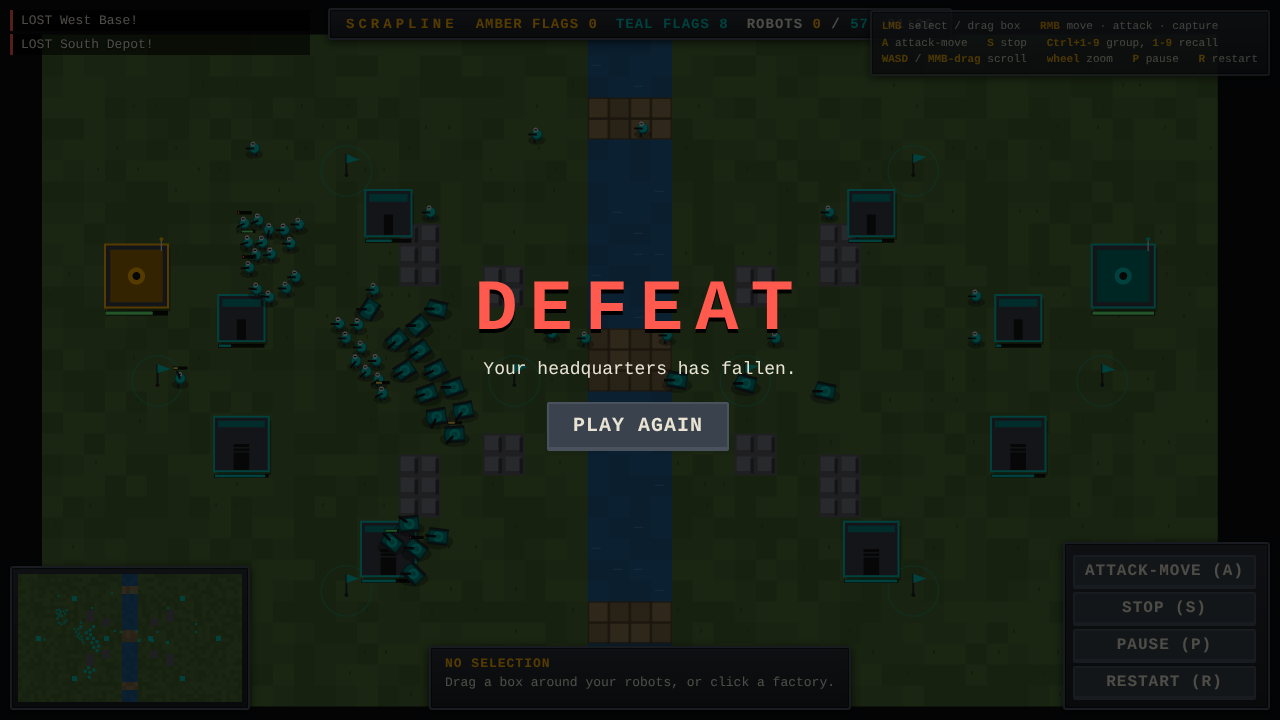 LOST West Base!
LOST South Depot!
SCRAPLINE AMBER FLAGS 0 TEAL FLAGS 8 ROBOTS 0 / 57
LMB select / drag box RMB move · attack · capture
A attack-move S stop Ctrl+1-9 group, 1-9 recall
WASD / MMB-drag scroll wheel zoom P pause R restart
DEFEAT
Your headquarters has fallen.
PLAY AGAIN
NO SELECTION
Drag a box around your robots, or click a factory.
ATTACK-MOVE (A)
STOP (S)
PAUSE (P)
RESTART (R)